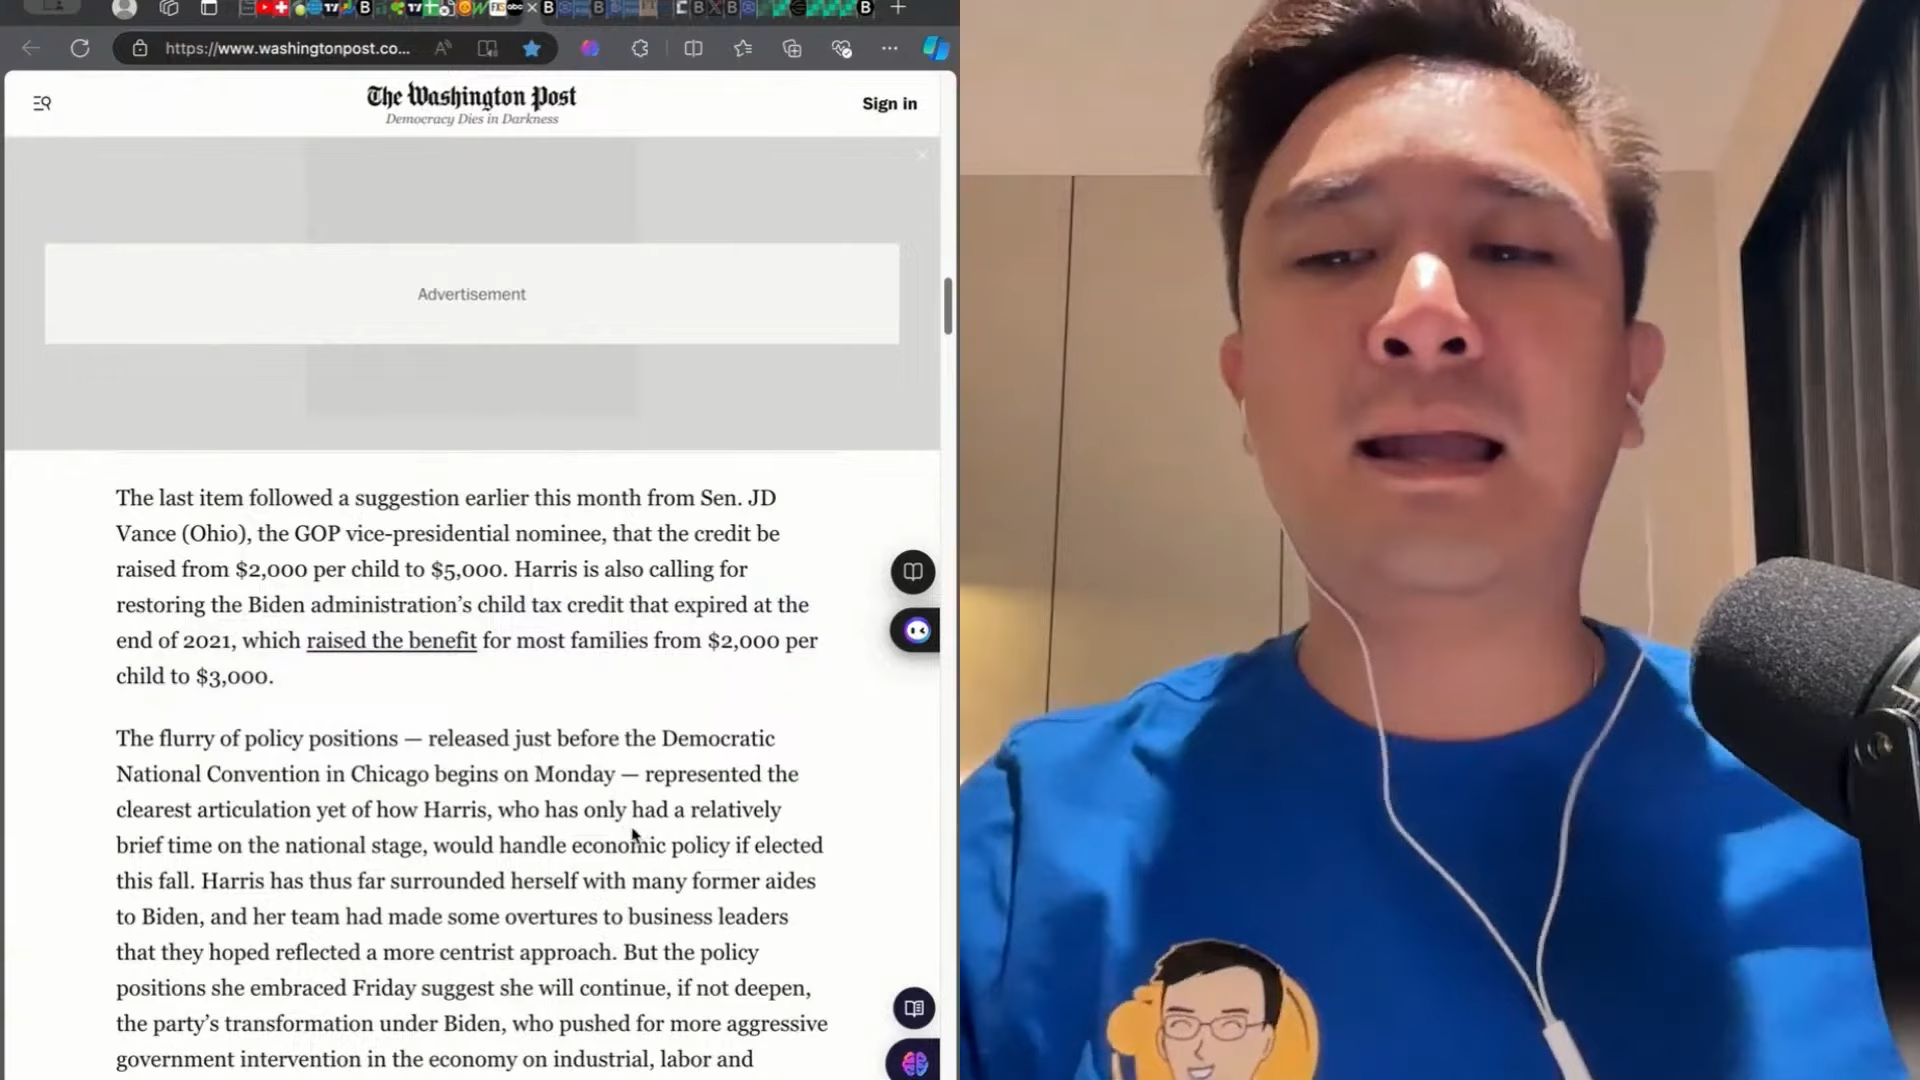 https://www.washingtonpost.co...
The Washington Post
Democracy Dies in Darkness
Sign in
Advertisement
The last item followed a suggestion earlier this month from Sen. JD
Vance (Ohio), the GOP vice-presidential nominee, that the credit be
raised from $2,000 per child to $5,000. Harris is also calling for
restoring the Biden administration’s child tax credit that expired at the
end of 2021, which raised the benefit for most families from $2,000 per
child to $3,000.
The flurry of policy positions — released just before the Democratic
National Convention in Chicago begins on Monday — represented the
clearest articulation yet of how Harris, who has only had a relatively
brief time on the national stage, would handle economic policy if elected
this fall. Harris has thus far surrounded herself with many former aides
to Biden, and her team had made some overtures to business leaders
that they hoped reflected a more centrist approach. But the policy
positions she embraced Friday suggest she will continue, if not deepen,
the party’s transformation under Biden, who pushed for more aggressive
government intervention in the economy on industrial, labor and